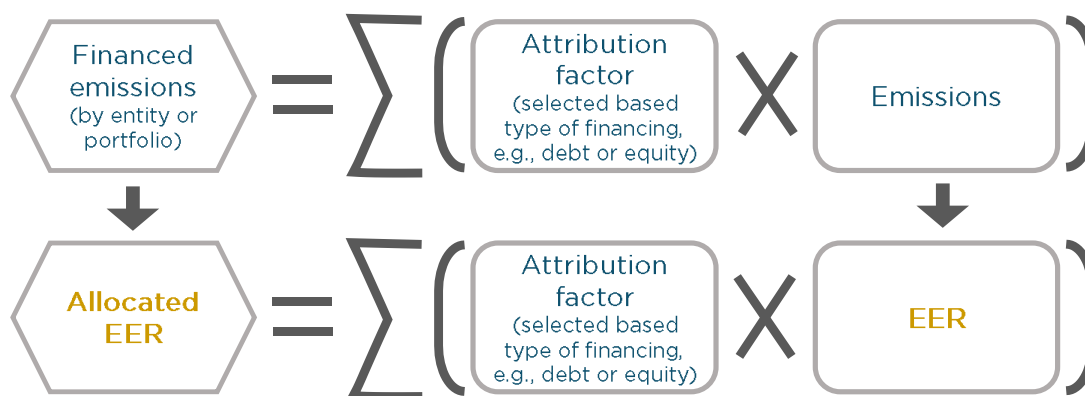 Financed
emissions
(by entity or
portfolio)
=
∑
(
Attribution
factor
(selected based
type of financing,
e.g., debt or equity)
X
Emissions
)
Allocated
EER
=
∑
(
Attribution
factor
(selected based
type of financing,
e.g., debt or equity)
X
EER
)